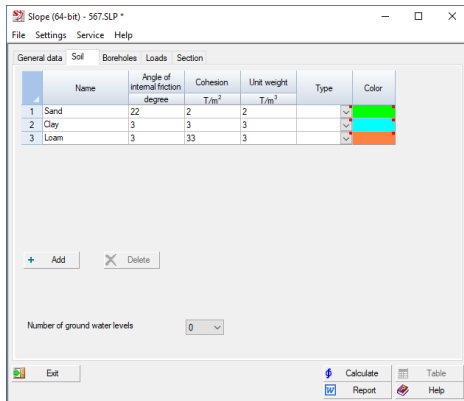 Slope (64-bit) - 567.SLP *
File Settings Service Help
General data Soil Boreholes Loads Section
Name Angle of internal friction Cohesion Unit weight Type Color
degree T/m² T/m³
1 Sand 22 2 2
2 Clay 3 3 3
3 Loam 3 33 3
+ Add Delete
Number of ground water levels 0
Exit Calculate Table
Report Help